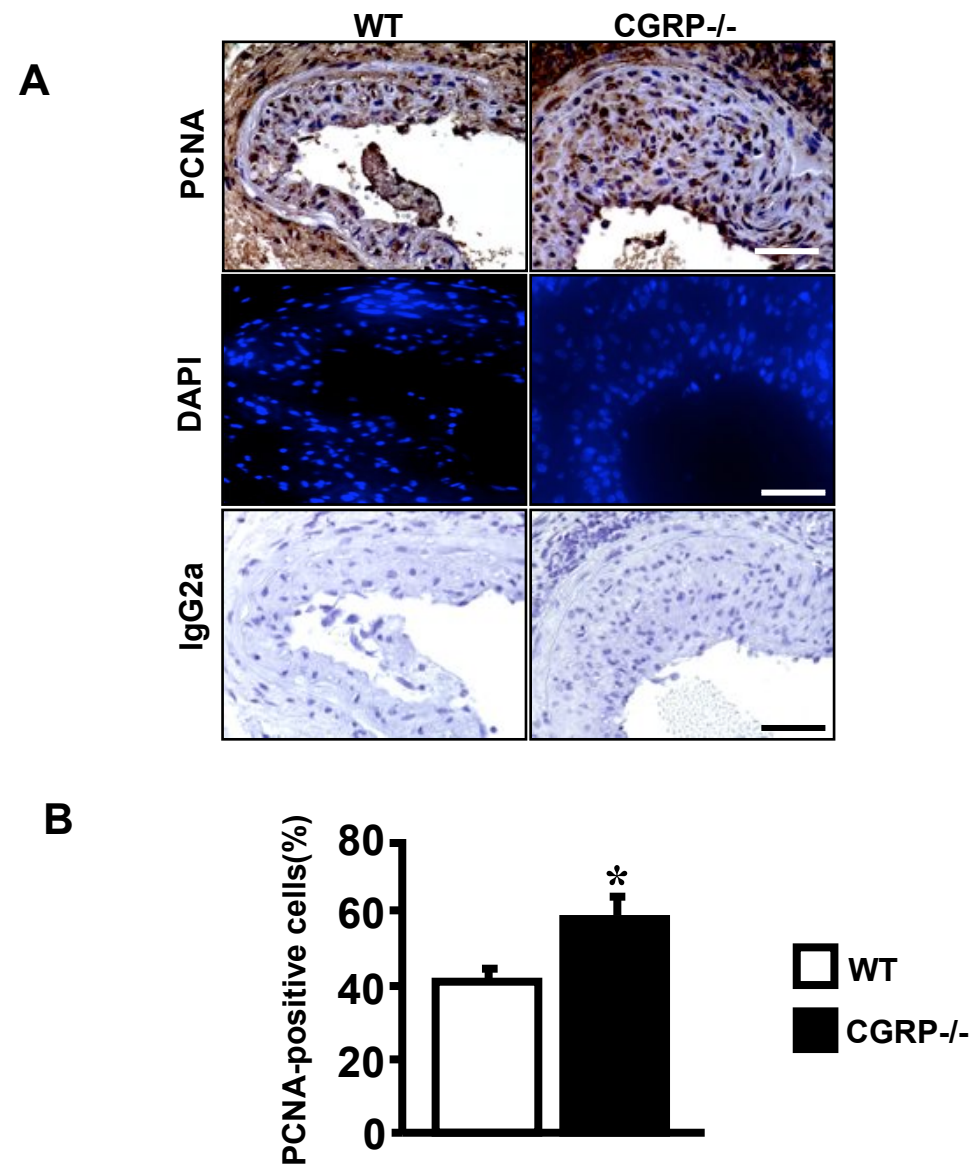 WT CGRP-/-
A
PCNA
DAPI
IgG2a
B
PCNA-positive cells(%)
80
60
40
20
0
*
WT
CGRP-/-